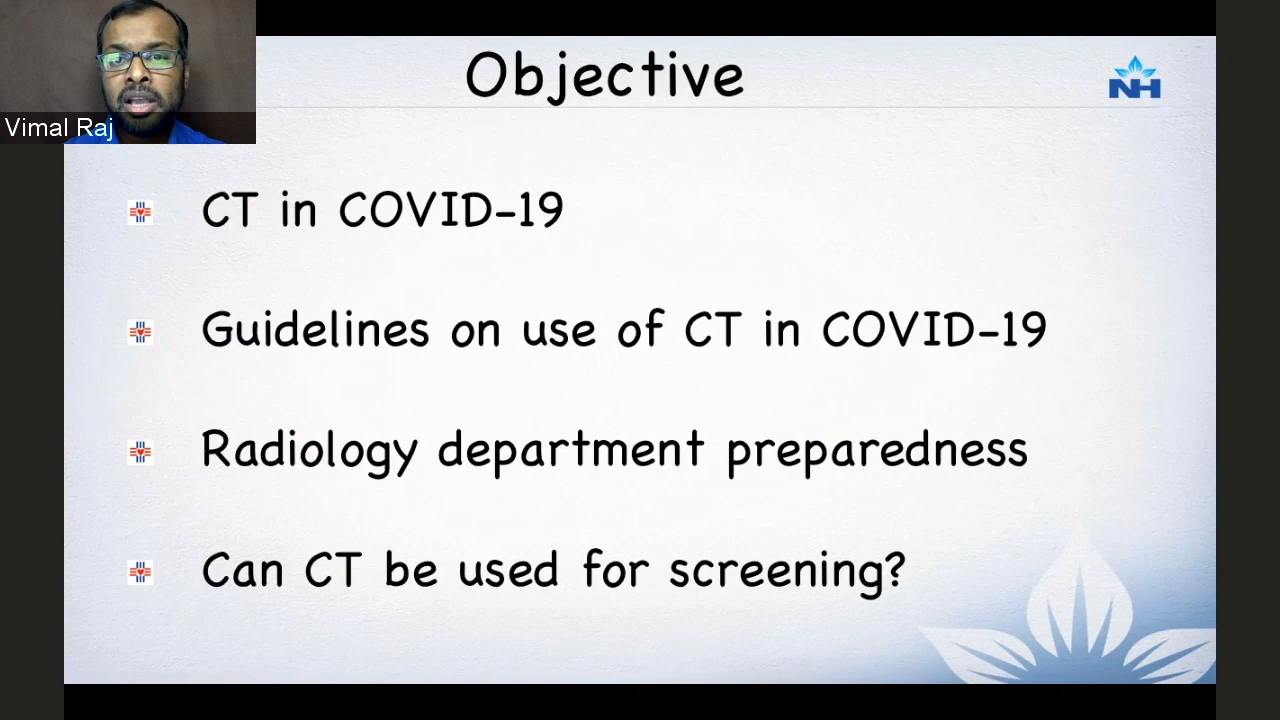 Objective
NH
Vimal Raj
CT in COVID-19
Guidelines on use of CT in COVID-19
Radiology department preparedness
Can CT be used for screening?